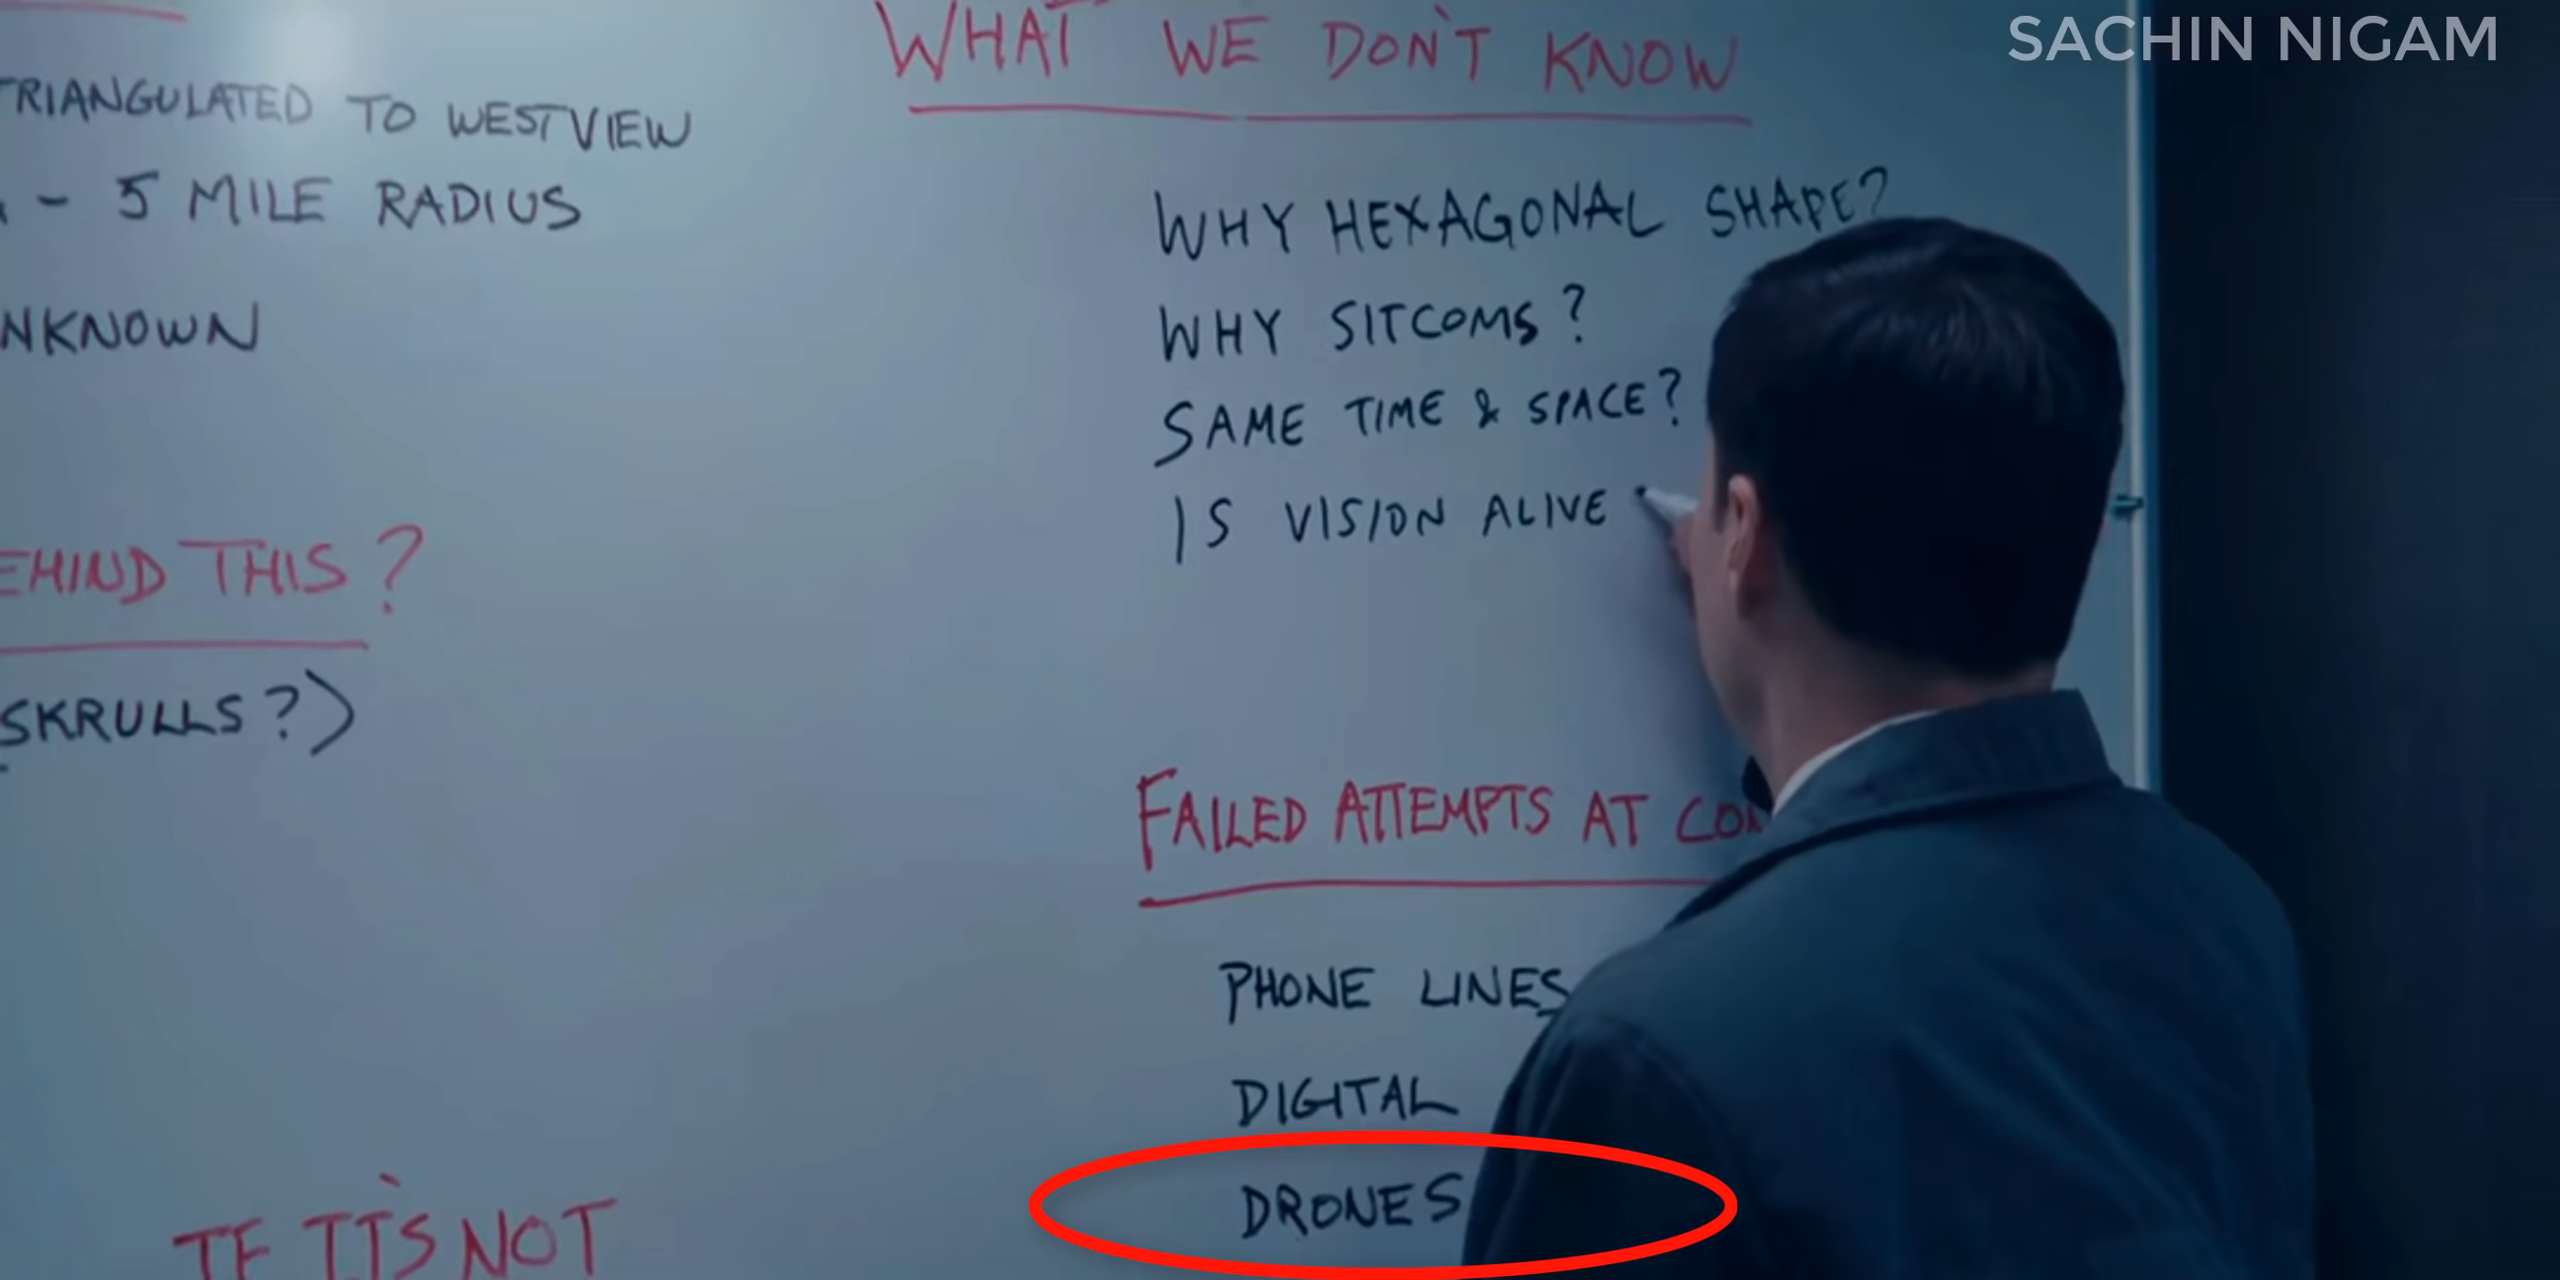 SACHIN NIGAM
TRIANGULATED TO WESTVIEW
- 5 MILE RADIUS
NKNOWN
EHIND THIS?
SKRULLS?)
IF IT'S NOT
WHAT WE DON'T KNOW
WHY HEXAGONAL SHAPE?
WHY SITCOMS?
SAME TIME & SPACE?
IS VISION ALIVE
FAILED ATTEMPTS AT CO
PHONE LINES
DIGITAL
DRONES